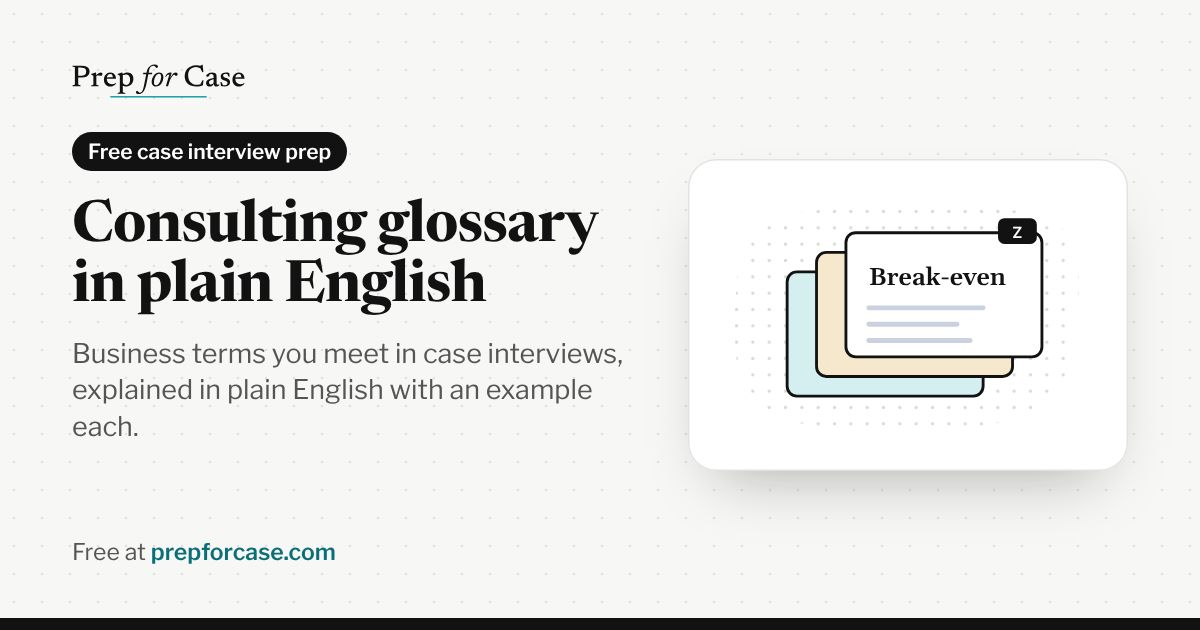 Prep for Case
Free case interview prep
Consulting glossary
in plain English
Business terms you meet in case interviews,
explained in plain English with an example
each.
Free at prepforcase.com
Z
Break-even